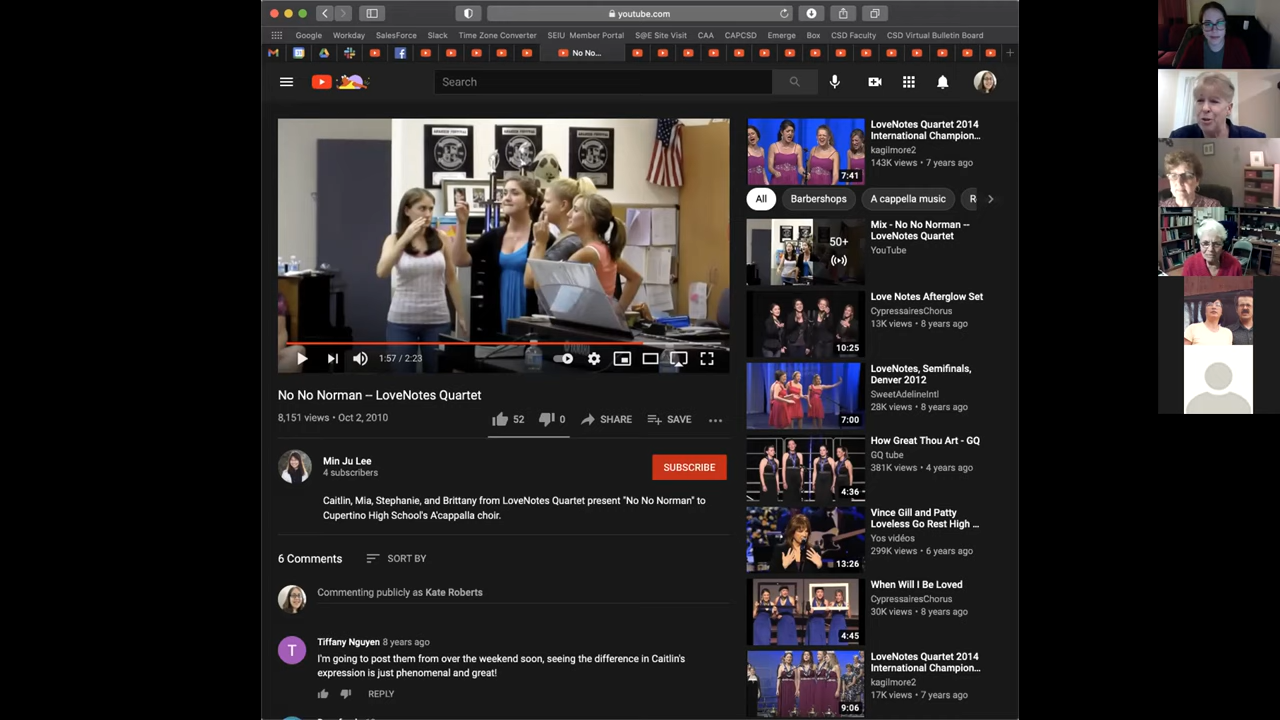 youtube.com
Google Workday SalesForce Slack Time Zone Converter SEIU Member Portal S@E Site Visit CAA CAPCSD Emerge Box CSD Faculty CSD Virtual Bulletin Board
No No...
Search
1:57 / 2:23
No No Norman -- LoveNotes Quartet
8,151 views • Oct 2, 2010
52 0 SHARE SAVE
Min Ju Lee
4 subscribers
SUBSCRIBE
Caitlin, Mia, Stephanie, and Brittany from LoveNotes Quartet present "No No Norman" to
Cupertino High School's A'cappalla choir.
6 Comments SORT BY
Commenting publicly as Kate Roberts
T
Tiffany Nguyen 8 years ago
I'm going to post them from over the weekend soon, seeing the difference in Caitlin's
expression is just phenomenal and great!
REPLY
LoveNotes Quartet 2014
International Champion...
kagilmore2
143K views • 7 years ago
7:41
All Barbershops A cappella music R
Mix - No No Norman --
LoveNotes Quartet
YouTube
50+
Love Notes Afterglow Set
CypressairesChorus
13K views • 8 years ago
10:25
LoveNotes, Semifinals,
Denver 2012
SweetAdelineIntl
28K views • 8 years ago
7:00
How Great Thou Art - GQ
GQ tube
381K views • 4 years ago
4:36
Vince Gill and Patty
Loveless Go Rest High ...
Yos vidéos
299K views • 6 years ago
13:26
When Will I Be Loved
CypressairesChorus
30K views • 8 years ago
4:45
LoveNotes Quartet 2014
International Champion...
kagilmore2
17K views • 7 years ago
9:06